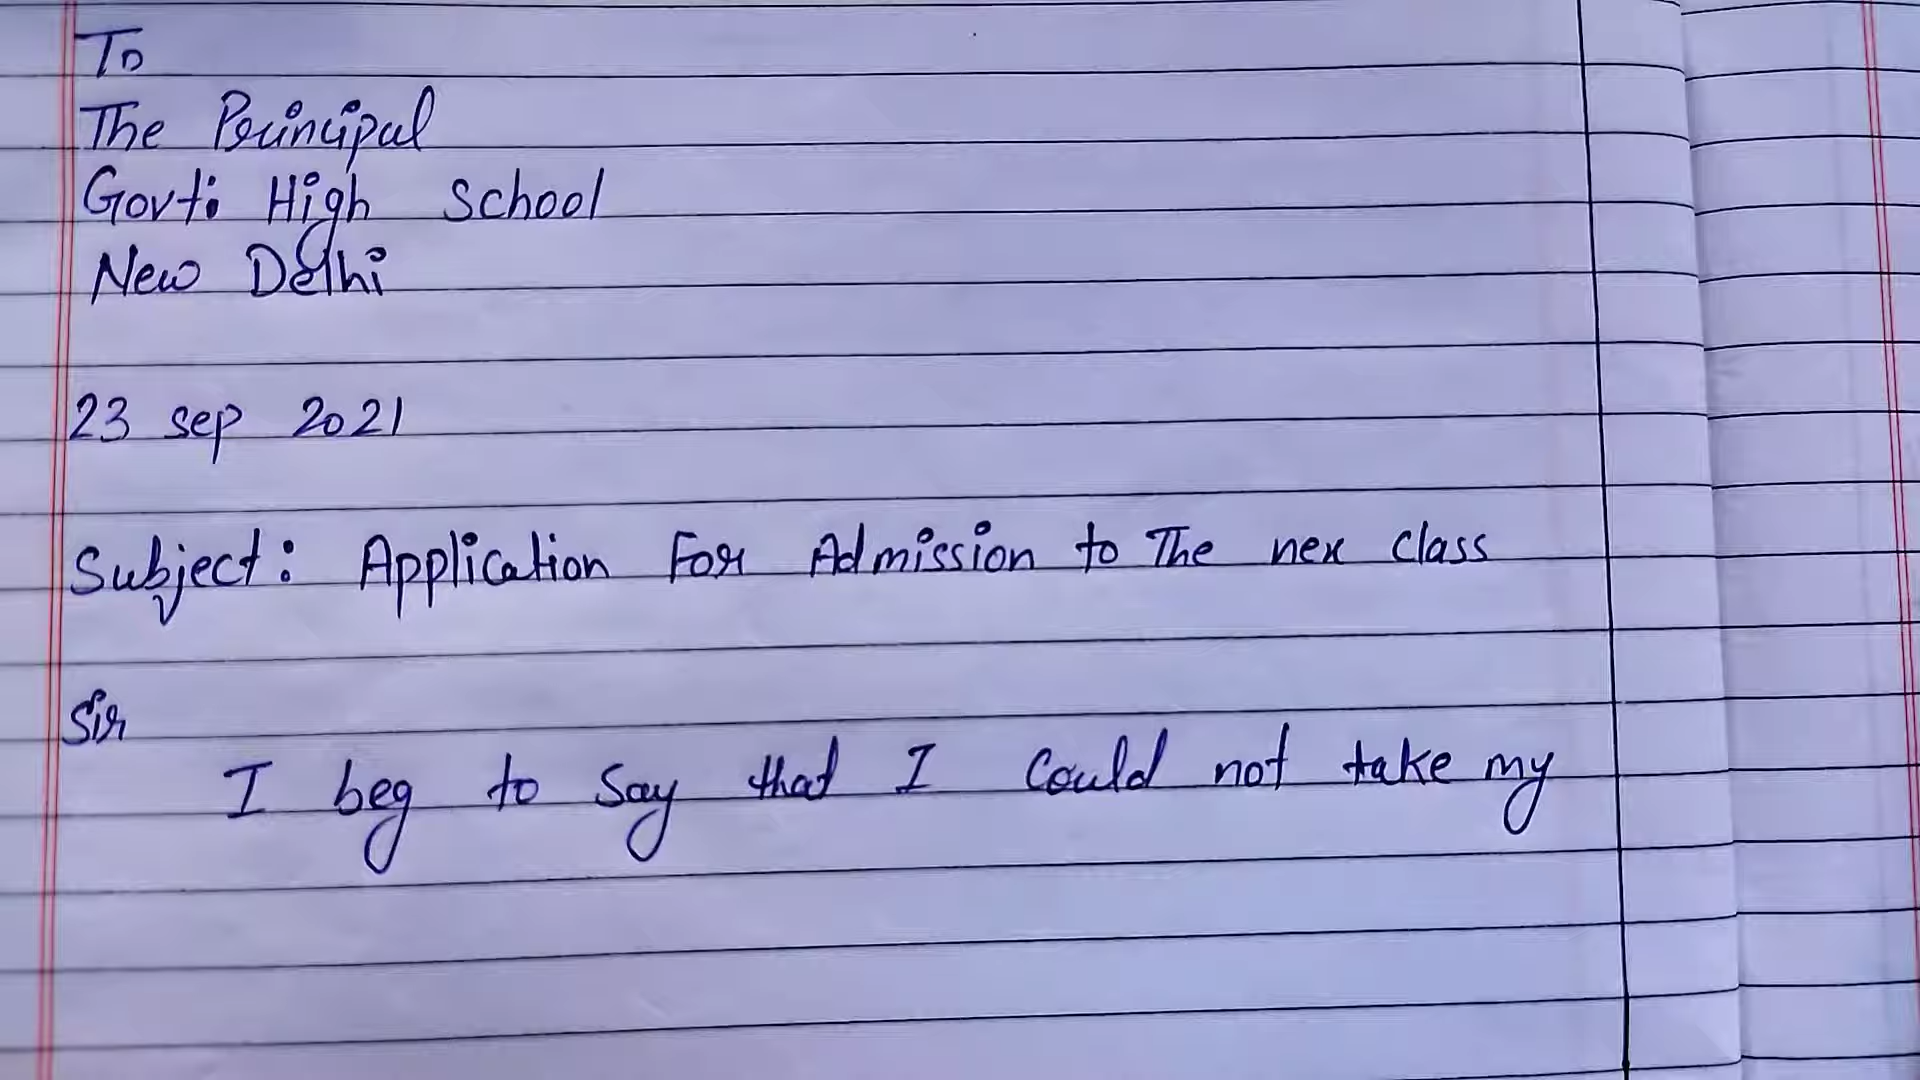 To
The Principal
Govt: High School
New Delhi
23 sep 2021
Subject: Application For Admission to The nex class
Sir
I beg to Say that I Could not take my